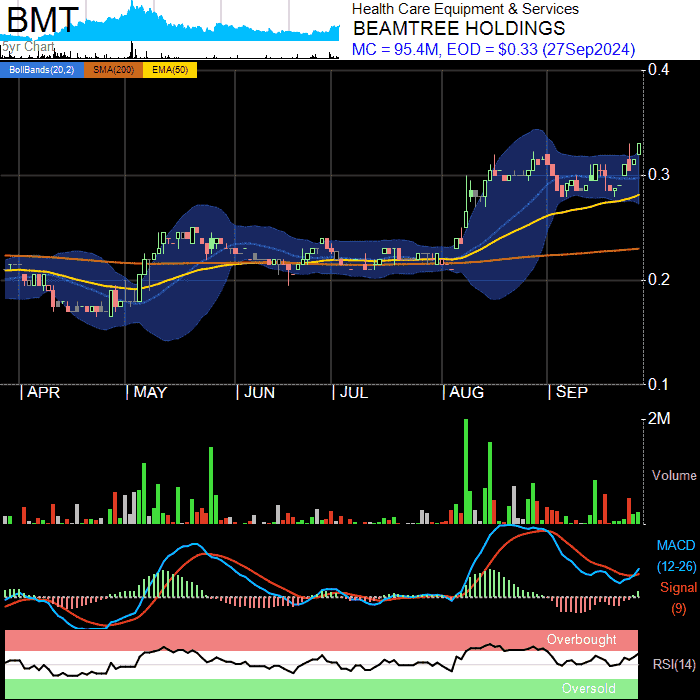 BMT
5yr Chart
Health Care Equipment & Services
BEAMTREE HOLDINGS
MC = 95.4M, EOD = $0.33 (27Sep2024)
BollBands(20,2) SMA(200) EMA(50)
0.4
0.3
0.2
0.1
APR MAY JUN JUL AUG SEP
2M
Volume
MACD
(12-26)
Signal
(9)
Overbought
RSI(14)
Oversold